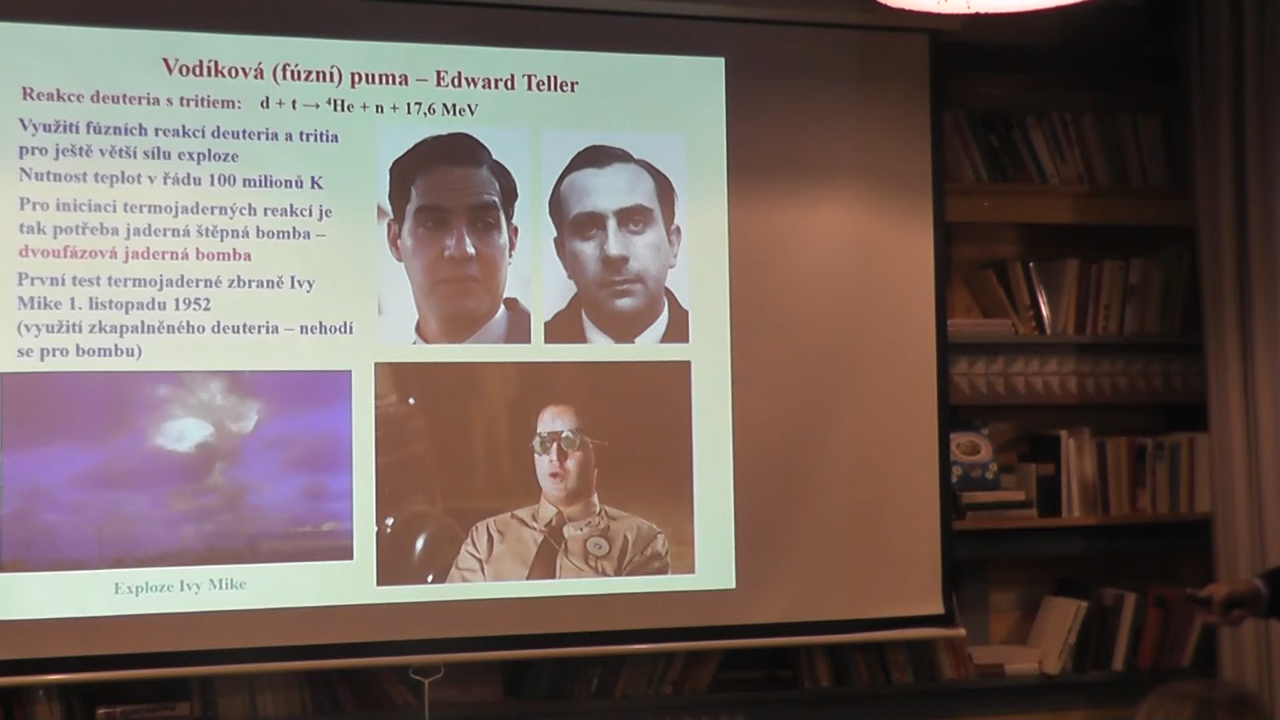 Vodíková (fúzní) puma – Edward Teller
Reakce deuteria s tritiem: d + t → ⁴He + n + 17,6 MeV
Využití fúzních reakcí deuteria a tritia
pro ještě větší sílu exploze
Nutnost teplot v řádu 100 milionů K
Pro iniciaci termojaderných reakcí je
tak potřeba jaderná štěpná bomba –
dvoufázová jaderná bomba
První test termojaderné zbraně Ivy
Mike 1. listopadu 1952
(využití zkapalněného deuteria – nehodí
se pro bombu)
Exploze Ivy Mike